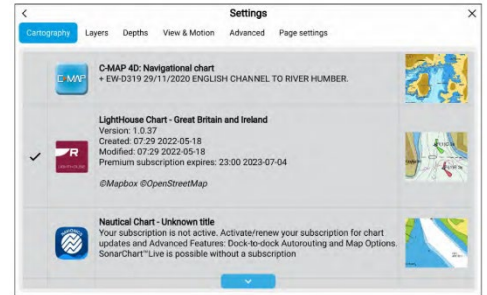 Settings
Cartography Layers Depths View & Motion Advanced Page settings
C-MAP 4D: Navigational chart
+ EW-D319 29/11/2020 ENGLISH CHANNEL TO RIVER HUMBER.
C-MAP
LightHouse Chart - Great Britain and Ireland
Version: 1.0.37
Created: 07:29 2022-05-18
Modified: 07:29 2022-05-18
Premium subscription expires: 23:00 2023-07-04
©Mapbox ©OpenStreetMap
Nautical Chart - Unknown title
Your subscription is not active. Activate/renew your subscription for chart
updates and Advanced Features: Dock-to-dock Autorouting and Map Options.
SonarChart™Live is possible without a subscription